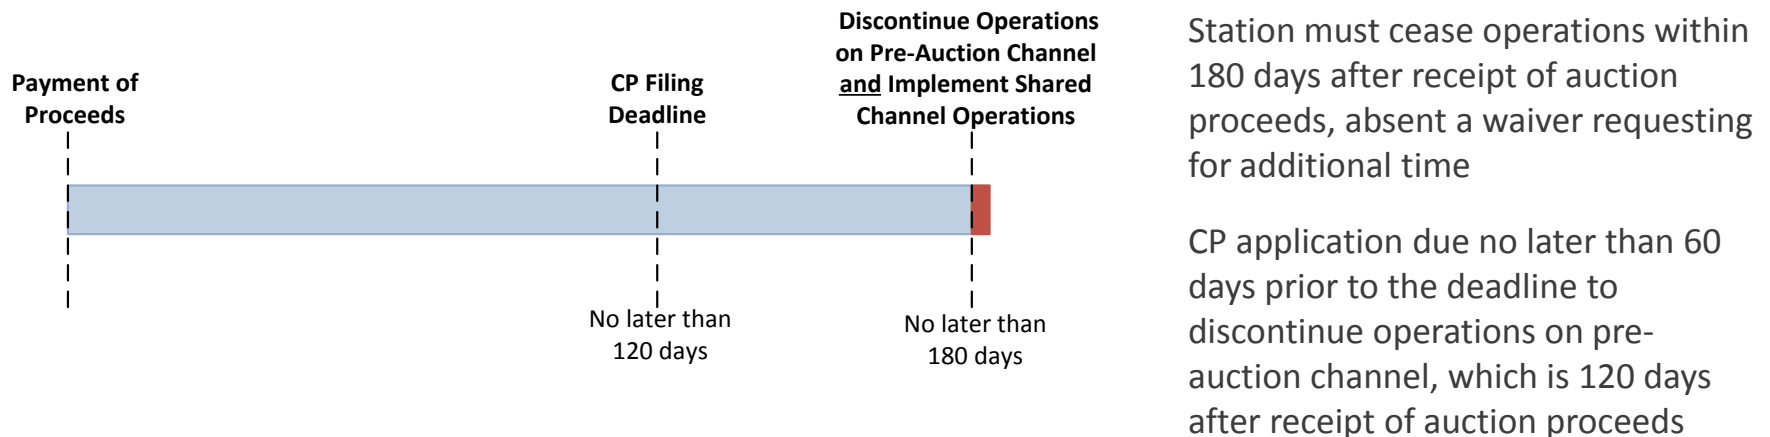 Payment of
Proceeds
CP Filing
Deadline
Discontinue Operations
on Pre-Auction Channel
and Implement Shared
Channel Operations
No later than
120 days
No later than
180 days
Station must cease operations within
180 days after receipt of auction
proceeds, absent a waiver requesting
for additional time
CP application due no later than 60
days prior to the deadline to
discontinue operations on pre-
auction channel, which is 120 days
after receipt of auction proceeds